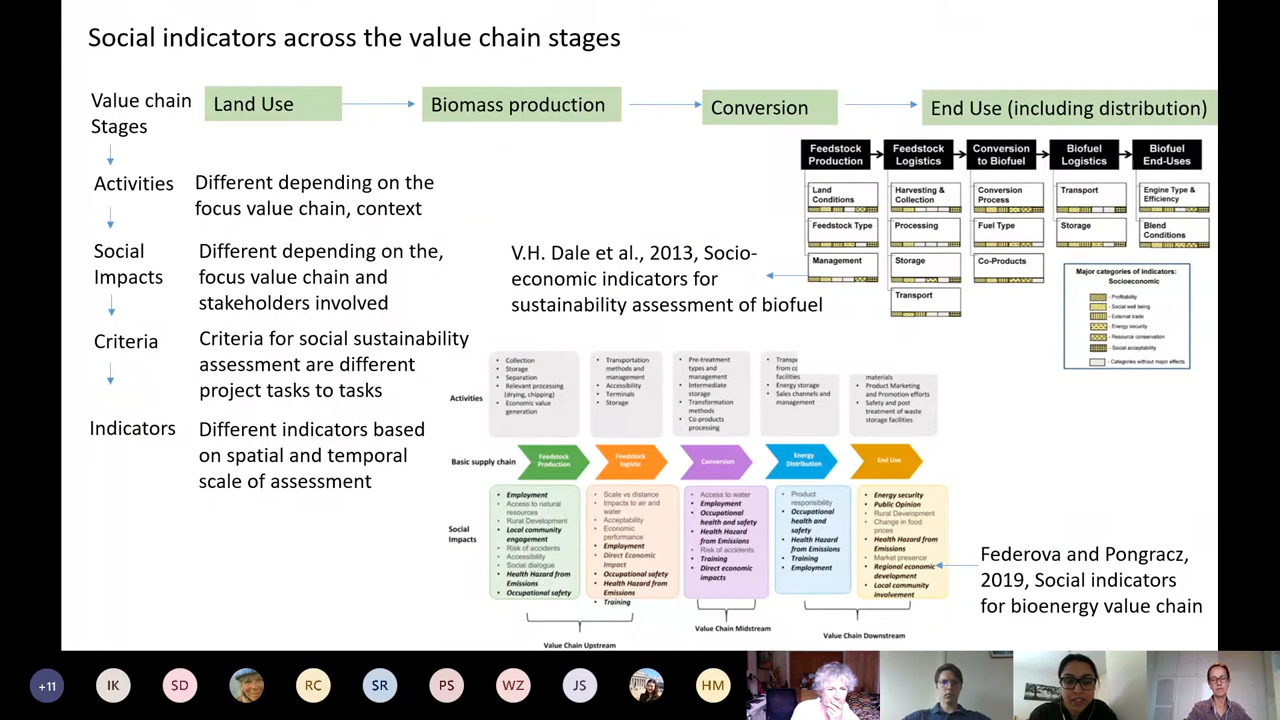 Social indicators across the value chain stages
Value chain
Stages
Land Use
Biomass production
Conversion
End Use (including distribution)
Activities
Different depending on the
focus value chain, context
Social
Impacts
Different depending on the,
focus value chain and
stakeholders involved
Criteria
Criteria for social sustainability
assessment are different
project tasks to tasks
Indicators
Different indicators based
on spatial and temporal
scale of assessment
V.H. Dale et al., 2013, Socio-
economic indicators for
sustainability assessment of biofuel
Feedstock
Production
Feedstock
Logistics
Conversion
to Biofuel
Biofuel
Logistics
Biofuel
End-Uses
Land
Conditions
Feedstock Type
Management
Harvesting &
Collection
Processing
Storage
Transport
Conversion
Process
Fuel Type
Co-Products
Transport
Storage
Engine Type &
Efficiency
Blend
Conditions
Major categories of indicators:
Socioeconomic
- Profitability
- Social well being
- External trade
- Energy security
- Resource conservation
- Social acceptability
- Categories without major effects
Activities
• Collection
• Storage
• Separation
• Relevant processing
(drying, chipping)
• Economic value
generation
• Transportation
methods and
management
• Accessibility
• Terminals
• Storage
• Pre-treatment
types and
management
• Intermediate
storage
• Transformation
methods
• Co-products
processing
• Transpo
from cc
facilities
• Energy storage
• Sales channels and
management
materials
• Product Marketing
and Promotion efforts
• Safety and post
treatment of waste
storage facilities
Basic supply chain
Feedstock
Production
Feedstock
logistic
Conversion
Energy
Distribution
End Use
Social
Impacts
• Employment
• Access to natural
resources
• Rural Development
• Local community
engagement
• Risk of accidents
• Accessibility
• Social dialogue
• Health Hazard from
Emissions
• Occupational safety
• Scale vs distance
• Impacts to air and
water
• Acceptability
• Economic
performance
• Employment
• Direct Economic
Impact
• Occupational safety
• Health Hazard from
Emissions
• Training
• Access to water
• Employment
• Occupational
health and safety
• Health Hazard
from Emissions
• Risk of accidents
• Training
• Direct economic
impacts
• Product
responsibility
• Occupational
health and
safety
• Health Hazard
from Emissions
• Training
• Employment
• Energy security
• Public Opinion
• Rural Development
• Change in food
prices
• Health Hazard from
Emissions
• Market presence
• Regional economic
development
• Local community
involvement
Value Chain Upstream
Value Chain Midstream
Value Chain Downstream
Federova and Pongracz,
2019, Social indicators
for bioenergy value chain
+11
IK
SD
RC
SR
PS
WZ
JS
HM